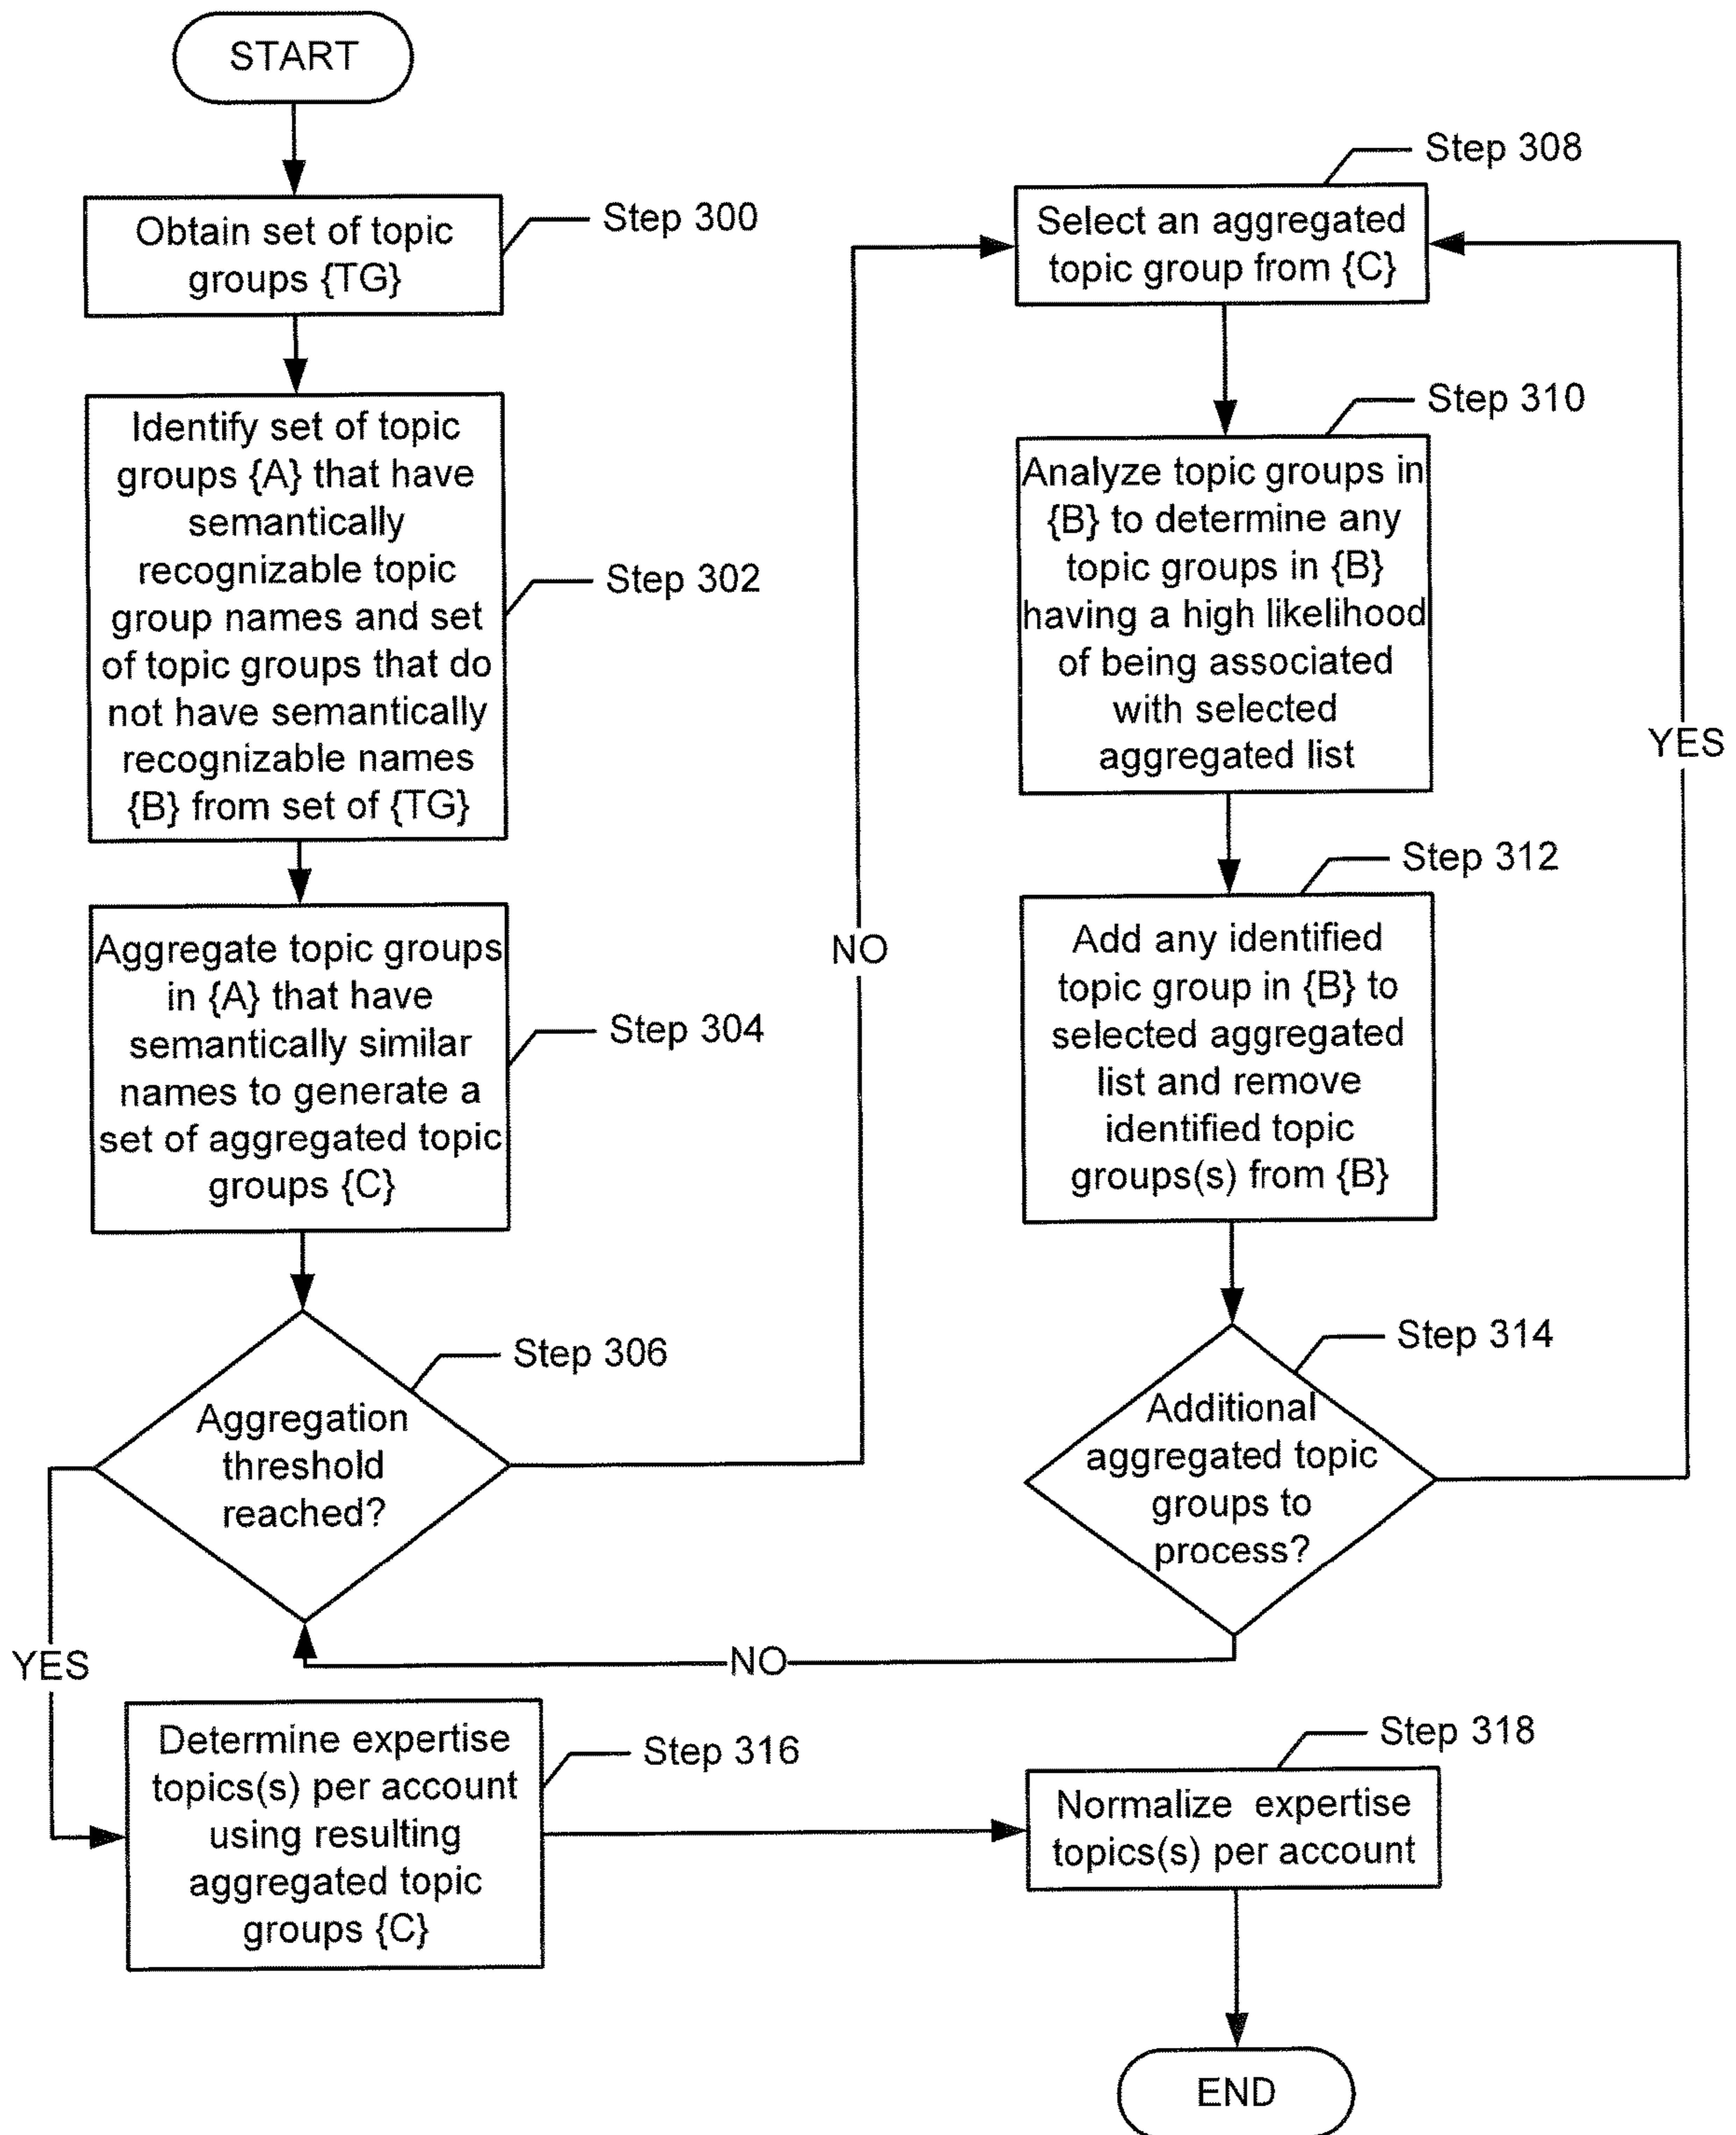 START
Obtain set of topic
groups {TG}
Step 300
Identify set of topic
groups {A} that have
semantically
recognizable topic
group names and set
of topic groups that do
not have semantically
recognizable names
{B} from set of {TG}
Step 302
Aggregate topic groups
in {A} that have
semantically similar
names to generate a
set of aggregated topic
groups {C}
Step 304
Aggregation
threshold
reached?
Step 306
NO
YES
Step 308
Select an aggregated
topic group from {C}
Step 310
Analyze topic groups in
{B} to determine any
topic groups in {B}
having a high likelihood
of being associated
with selected
aggregated list
Step 312
Add any identified
topic group in {B} to
selected aggregated
list and remove
identified topic
groups(s) from {B}
Step 314
Additional
aggregated topic
groups to
process?
YES
NO
Determine expertise
topics(s) per account
using resulting
aggregated topic
groups {C}
Step 316
Step 318
Normalize expertise
topics(s) per account
END